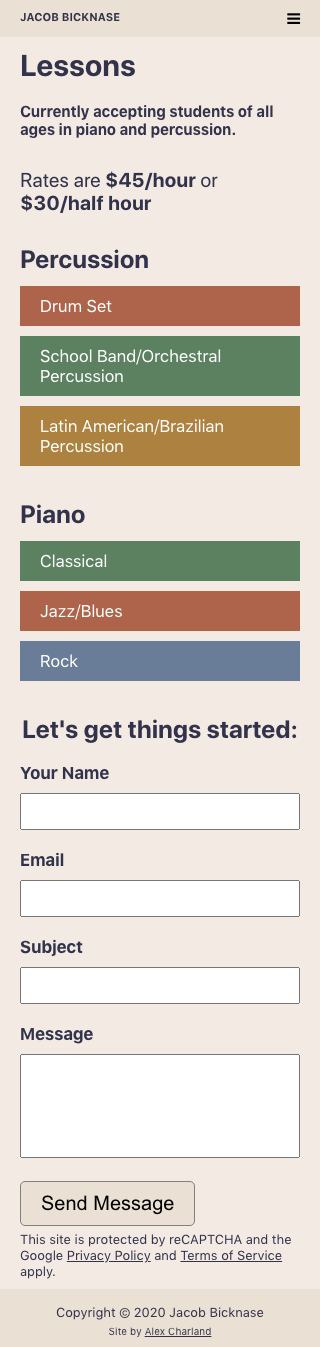 JACOB BICKNASE
Lessons
Currently accepting students of all
ages in piano and percussion.
Rates are $45/hour or
$30/half hour
Percussion
Drum Set
School Band/Orchestral
Percussion
Latin American/Brazilian
Percussion
Piano
Classical
Jazz/Blues
Rock
Let's get things started:
Your Name
Email
Subject
Message
Send Message
This site is protected by reCAPTCHA and the
Google Privacy Policy and Terms of Service
apply.
Copyright © 2020 Jacob Bicknase
Site by Alex Charland